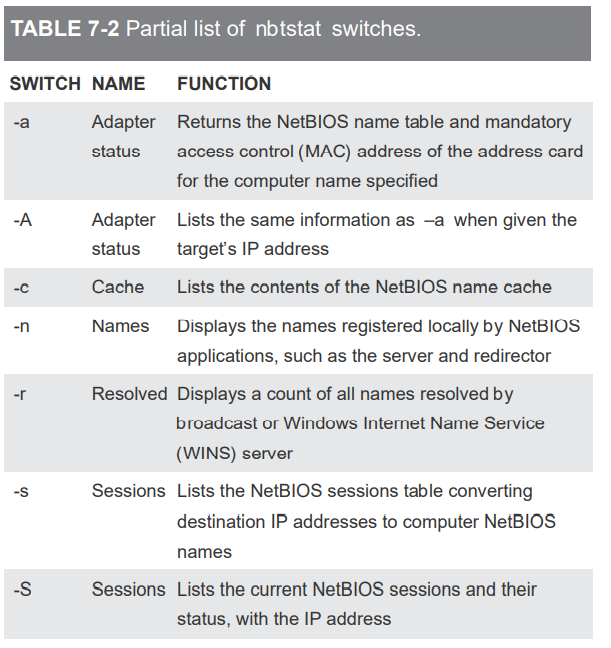 TABLE 7-2 Partial list of nbtstat switches.
SWITCH NAME FUNCTION
-a Adapter Returns the NetBIOS name table and mandatory
status access control (MAC) address of the address card
for the computer name specified
-A Adapter Lists the same information as –a when given the
status target's IP address
-c Cache Lists the contents of the NetBIOS name cache
-n Names Displays the names registered locally by NetBIOS
applications, such as the server and redirector
-r Resolved Displays a count of all names resolved by
broadcast or Windows Internet Name Service
(WINS) server
-s Sessions Lists the NetBIOS sessions table converting
destination IP addresses to computer NetBIOS
names
-S Sessions Lists the current NetBIOS sessions and their
status, with the IP address